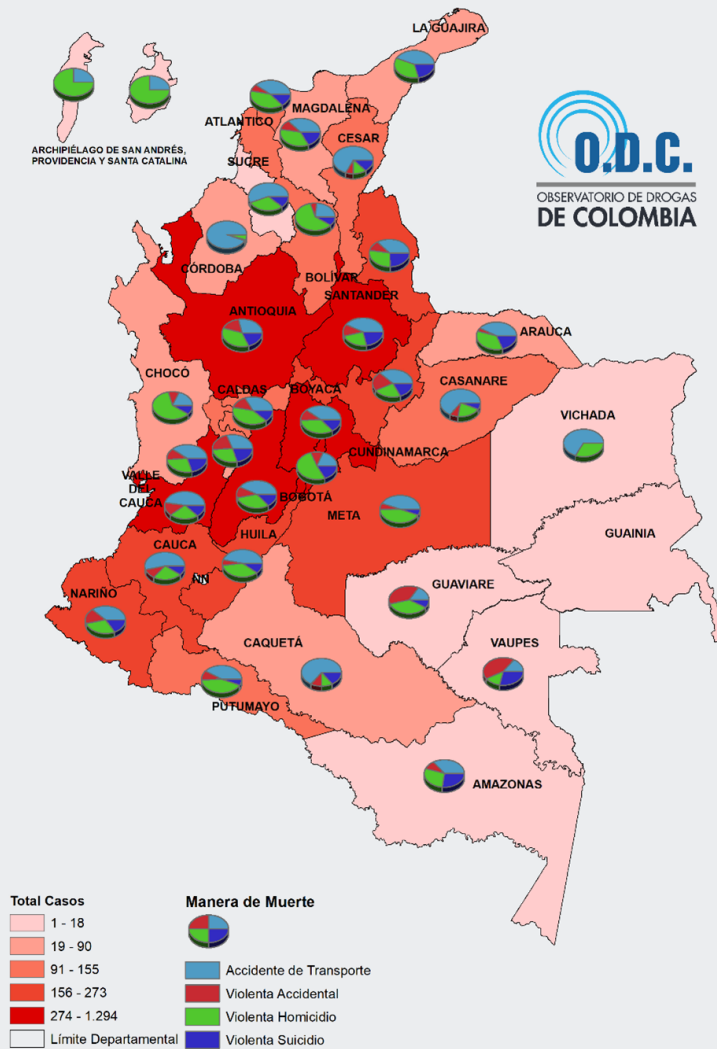 LA GUAJIRA
MAGDALENA
ATLANTICO
CESAR
ARCHIPIÉLAGO DE SAN ANDRÉS,
PROVIDENCIA Y SANTA CATALINA
SUCRE
O.D.C.
OBSERVATORIO DE DROGAS
DE COLOMBIA
CÓRDOBA
BOLÍVAR
SANTANDER
ANTIOQUIA
ARAUCA
CHOCÓ
CALDAS
BOYACÁ
CASANARE
VICHADA
CUNDINAMARCA
VALLE
DEL
CAUCA
BOGOTÁ
META
HUILA
GUAINIA
CAUCA
NN
NARIÑO
GUAVIARE
CAQUETÁ
VAUPES
PUTUMAYO
AMAZONAS
Total Casos
1 - 18
19 - 90
91 - 155
156 - 273
274 - 1.294
Límite Departamental
Manera de Muerte
Accidente de Transporte
Violenta Accidental
Violenta Homicidio
Violenta Suicidio